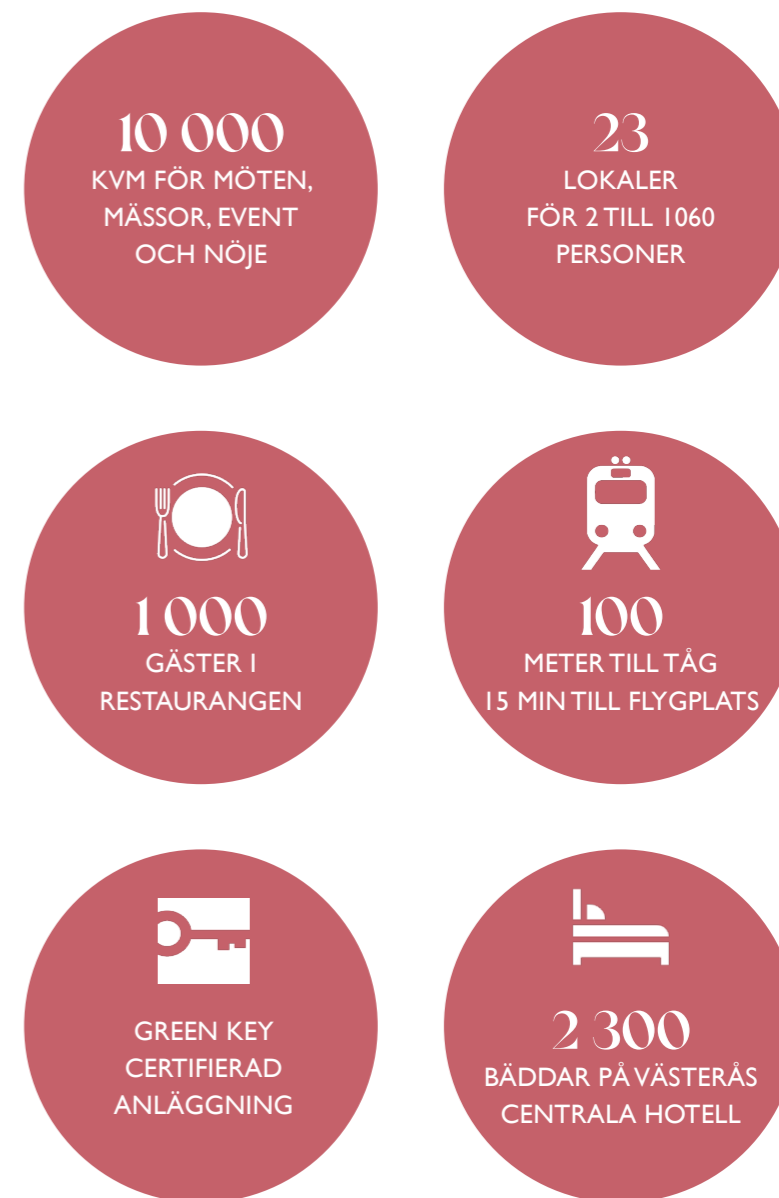 10 000
KVM FÖR MÖTEN,
MÄSSOR, EVENT
OCH NÖJE
23
LOKALER
FÖR 2 TILL 1060
PERSONER
1 000
GÄSTER I
RESTAURANGEN
100
METER TILL TÅG
15 MIN TILL FLYGPLATS
GREEN KEY
CERTIFIERAD
ANLÄGGNING
2 300
BÄDDAR PÅ VÄSTERÅS
CENTRALA HOTELL